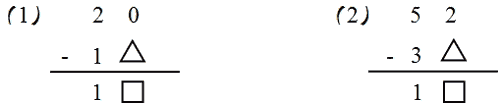 (1) 2 0 (2) 5 2
- 1 △ - 3 △
1 □ 1 □